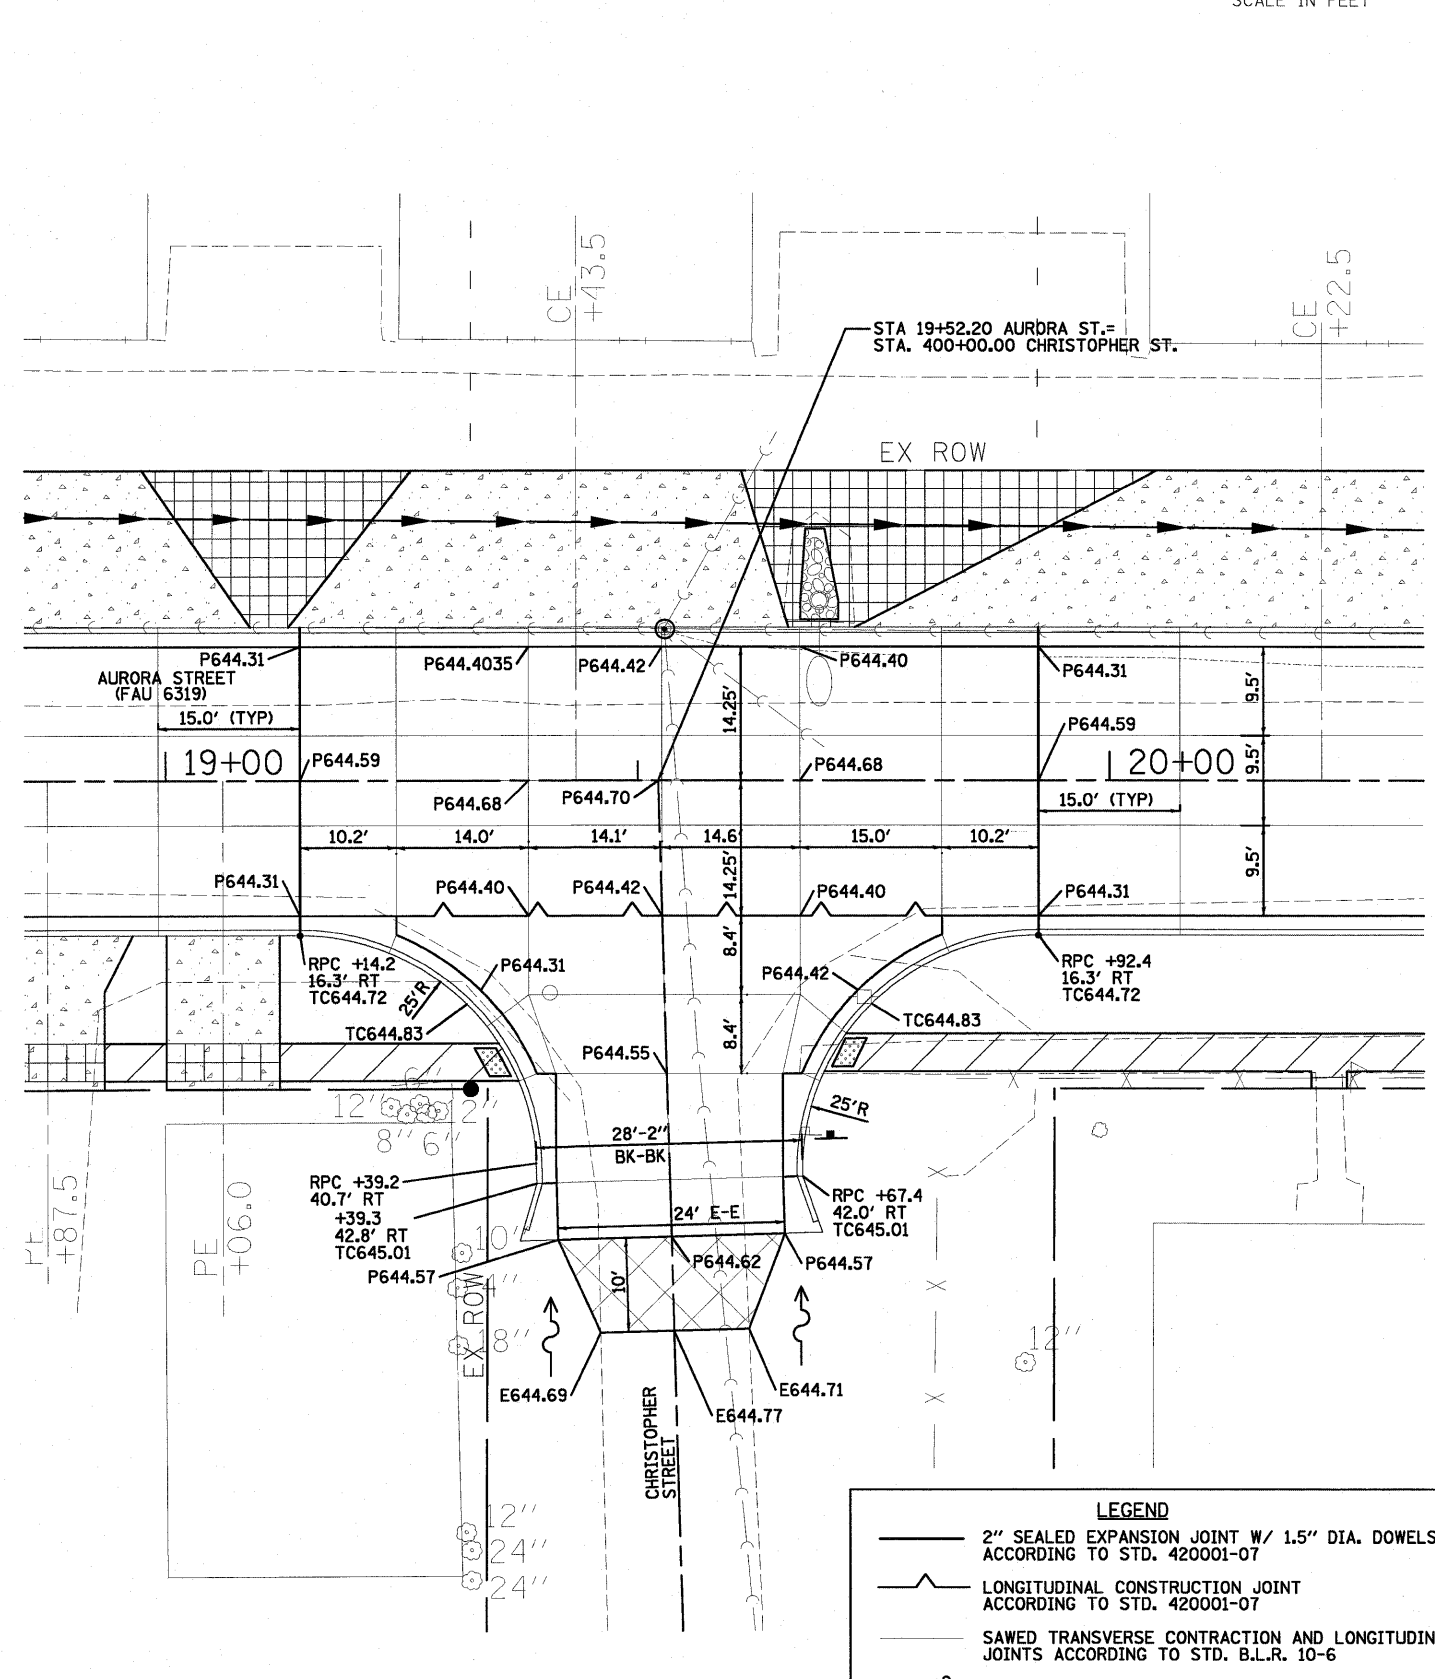 SCALE IN FEET
CE
+43.5
CE
+22.5
STA 19+52.20 AURORA ST.=
STA. 400+00.00 CHRISTOPHER ST.
EX ROW
P644.31
P644.4035
P644.42
P644.40
P644.31
AURORA STREET
(FAU 6319)
15.0' (TYP)
14.25'
9.5'
19+00
P644.59
P644.68
P644.70
P644.68
P644.59
20+00
9.5'
15.0' (TYP)
10.2'
14.0'
14.1'
14.6'
15.0'
10.2'
14.25'
9.5'
P644.31
P644.40
P644.42
P644.40
P644.31
8.4'
RPC +14.2
16.3' RT
TC644.72
25'R
P644.31
P644.42
RPC +92.4
16.3' RT
TC644.72
TC644.83
TC644.83
8.4'
P644.55
6''
12''
12''
8''
6''
25'R
28'-2''
BK-BK
RPC +39.2
40.7' RT
+39.3
42.8' RT
TC645.01
RPC +67.4
42.0' RT
TC645.01
24' E-E
PE
+87.5
PE
+06.0
10''
P644.57
P644.62
P644.57
10'
4''
18''
EX ROW
12''
E644.69
E644.71
E644.77
CHRISTOPHER
STREET
12''
24''
24''
LEGEND
2'' SEALED EXPANSION JOINT W/ 1.5'' DIA. DOWELS
ACCORDING TO STD. 420001-07
LONGITUDINAL CONSTRUCTION JOINT
ACCORDING TO STD. 420001-07
SAWED TRANSVERSE CONTRACTION AND LONGITUDIN
JOINTS ACCORDING TO STD. B.L.R. 10-6